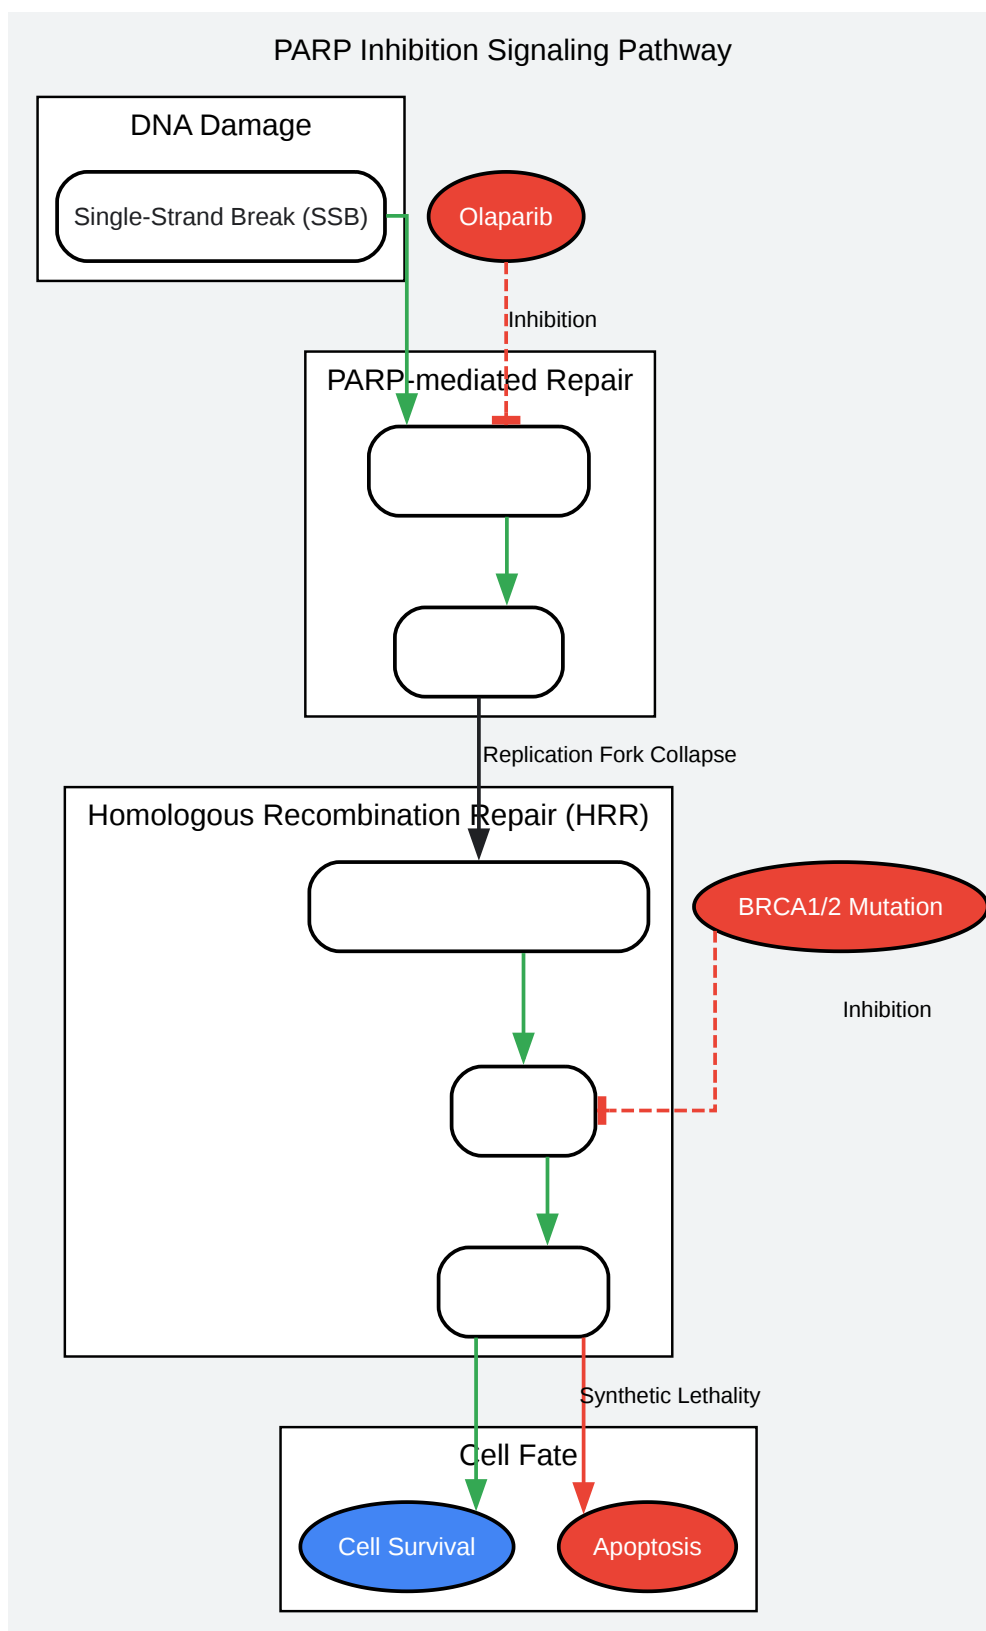 PARP Inhibition Signaling Pathway
DNA Damage
Single-Strand Break (SSB)
Olaparib
Inhibition
PARP-mediated Repair
Replication Fork Collapse
Homologous Recombination Repair (HRR)
BRCA1/2 Mutation
Inhibition
Synthetic Lethality
Cell Fate
Cell Survival
Apoptosis